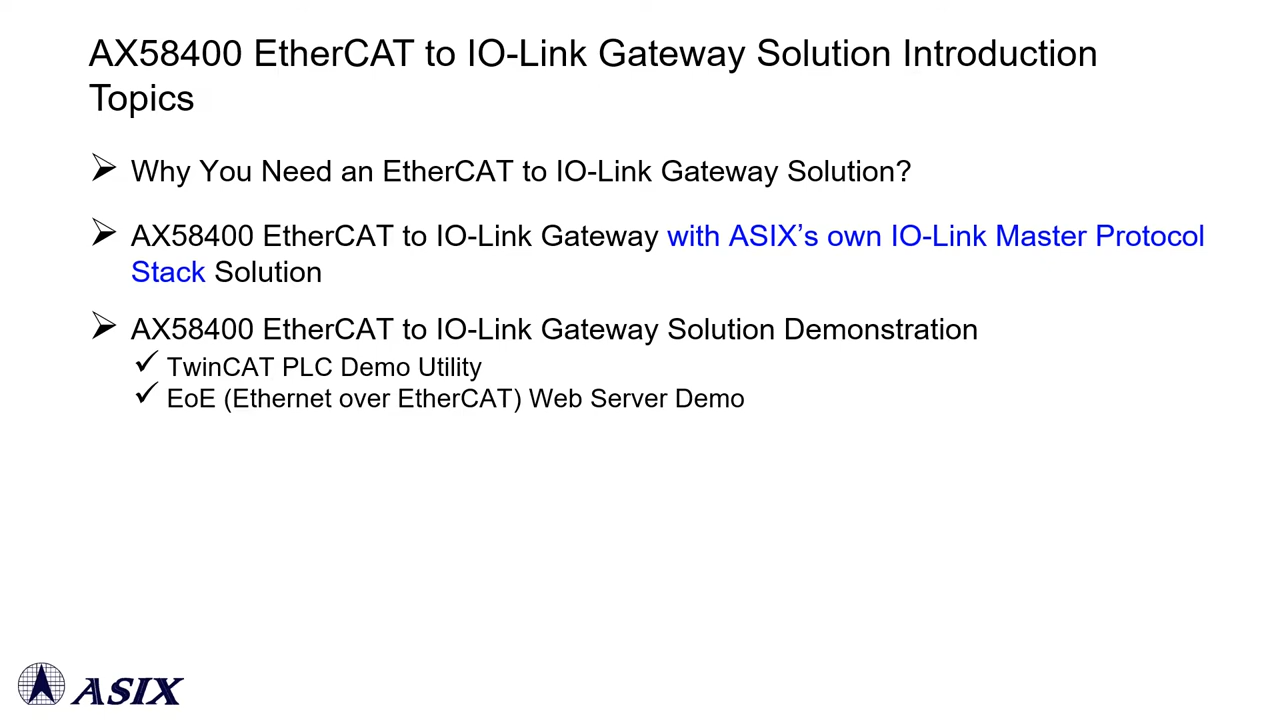 AX58400 EtherCAT to IO-Link Gateway Solution Introduction
Topics
Why You Need an EtherCAT to IO-Link Gateway Solution?
AX58400 EtherCAT to IO-Link Gateway with ASIX’s own IO-Link Master Protocol
Stack Solution
AX58400 EtherCAT to IO-Link Gateway Solution Demonstration
TwinCAT PLC Demo Utility
EoE (Ethernet over EtherCAT) Web Server Demo
ASIX